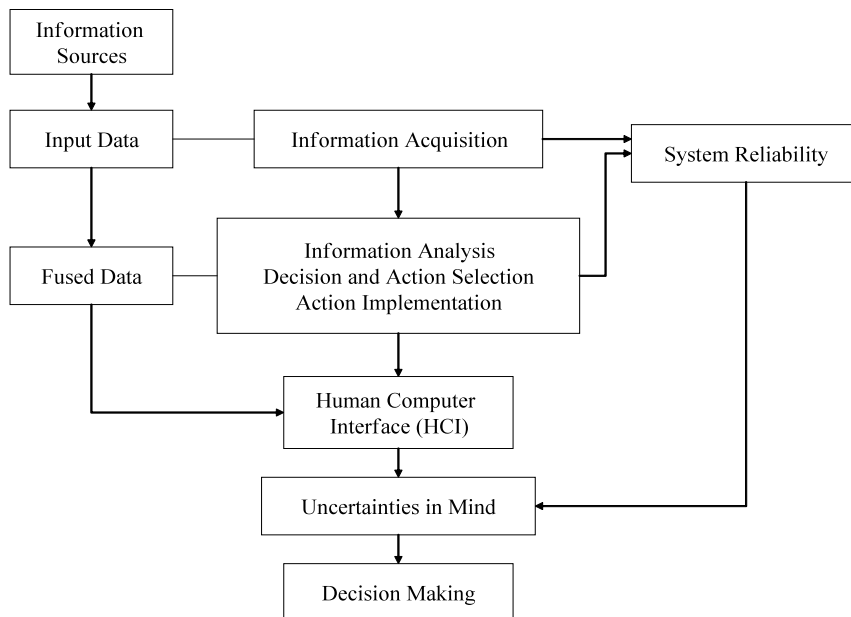 Information
Sources
Input Data
Information Acquisition
System Reliability
Fused Data
Information Analysis
Decision and Action Selection
Action Implementation
Human Computer
Interface (HCI)
Uncertainties in Mind
Decision Making